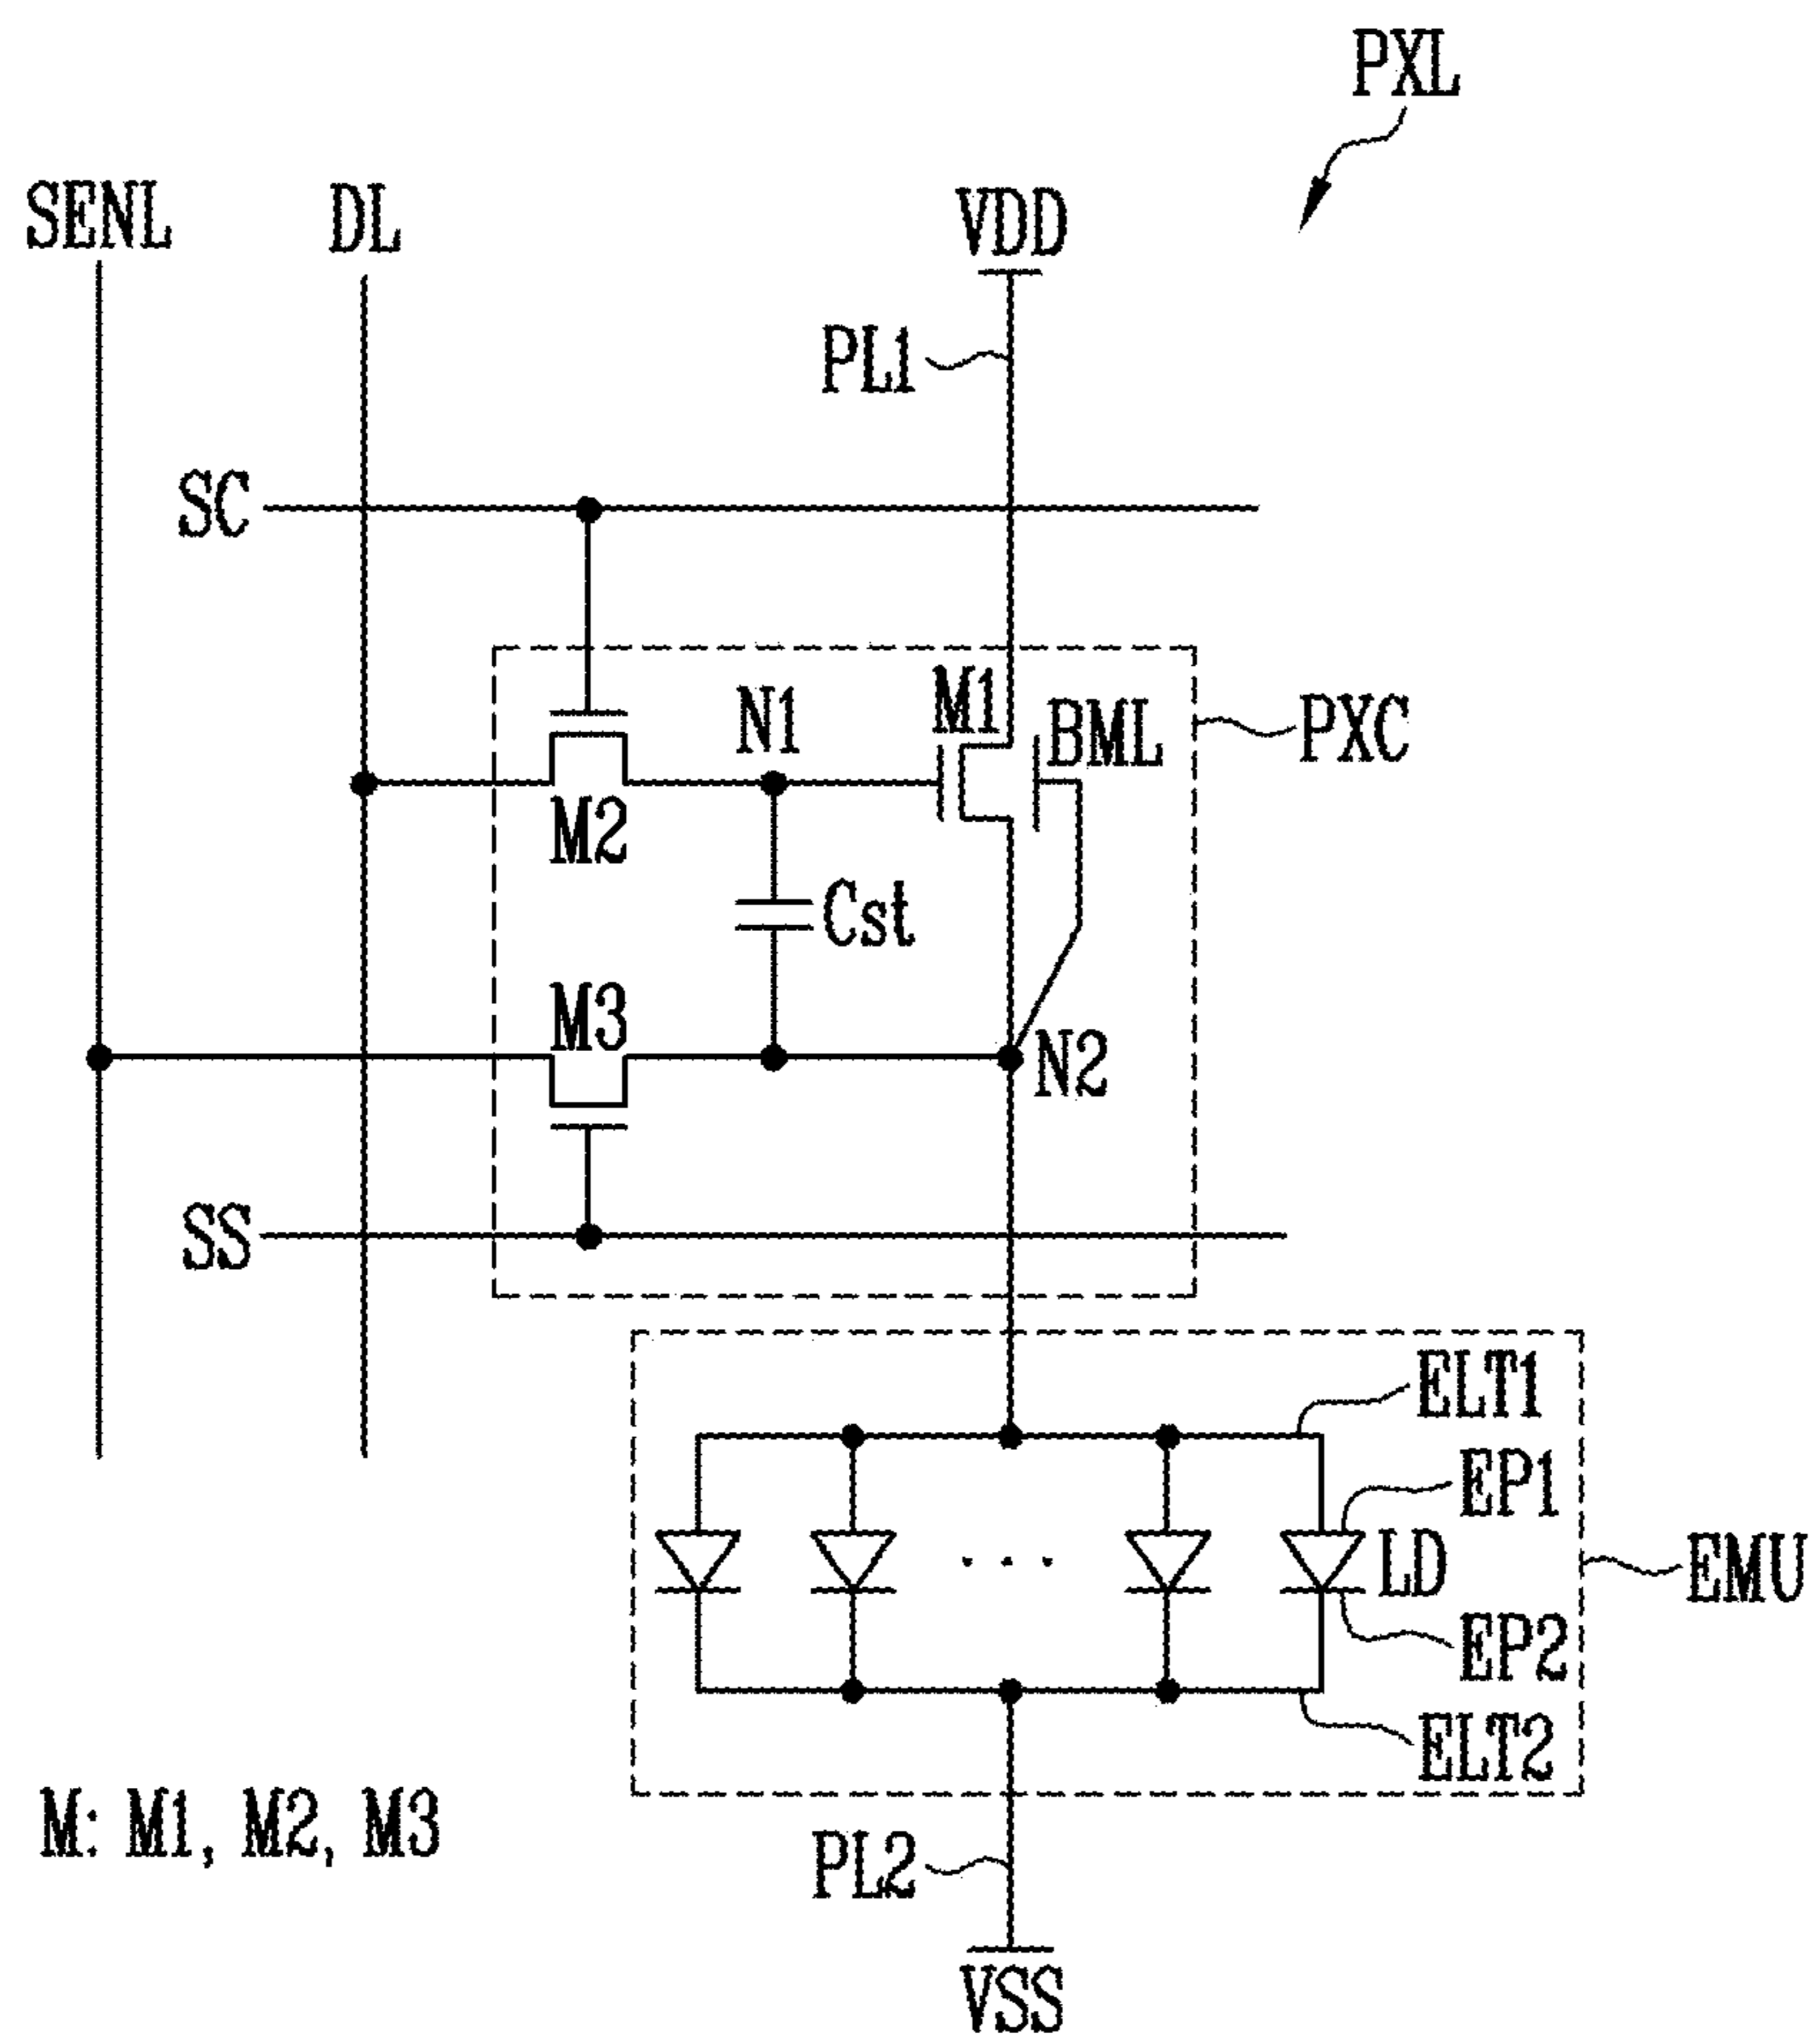 PXL
SENL
DL
VDD
PL1
SC
N1
M1
BML
PXC
M2
Cst
M3
N2
SS
ELT1
EP1
LD
EMU
EP2
ELT2
M: M1, M2, M3
PL2
VSS